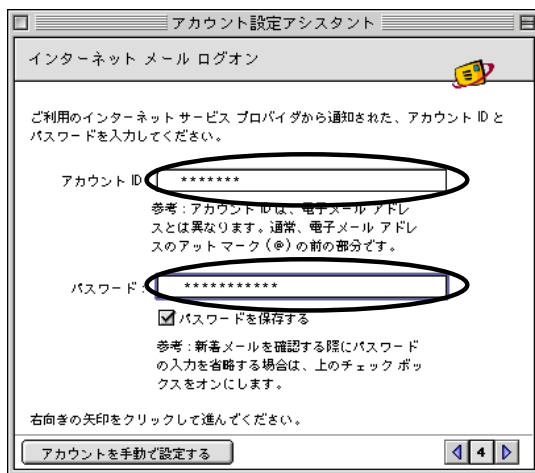 アカウント設定アシスタント
インターネット メール ログオン
ご利用のインターネット サービス プロバイダから通知された、アカウント ID と
パスワードを入力してください。
アカウント ID
*******
参考：アカウント ID は、電子メール アドレ
スとは異なります。通常、電子メール アドレ
スのアット マーク（@）の前の部分です。
パスワード：
***********
パスワードを保存する
参考：新着メールを確認する際にパスワード
の入力を省略する場合は、上のチェック ボッ
クスをオンにします。
右向きの矢印をクリックして進んでください。
アカウントを手動で設定する
4